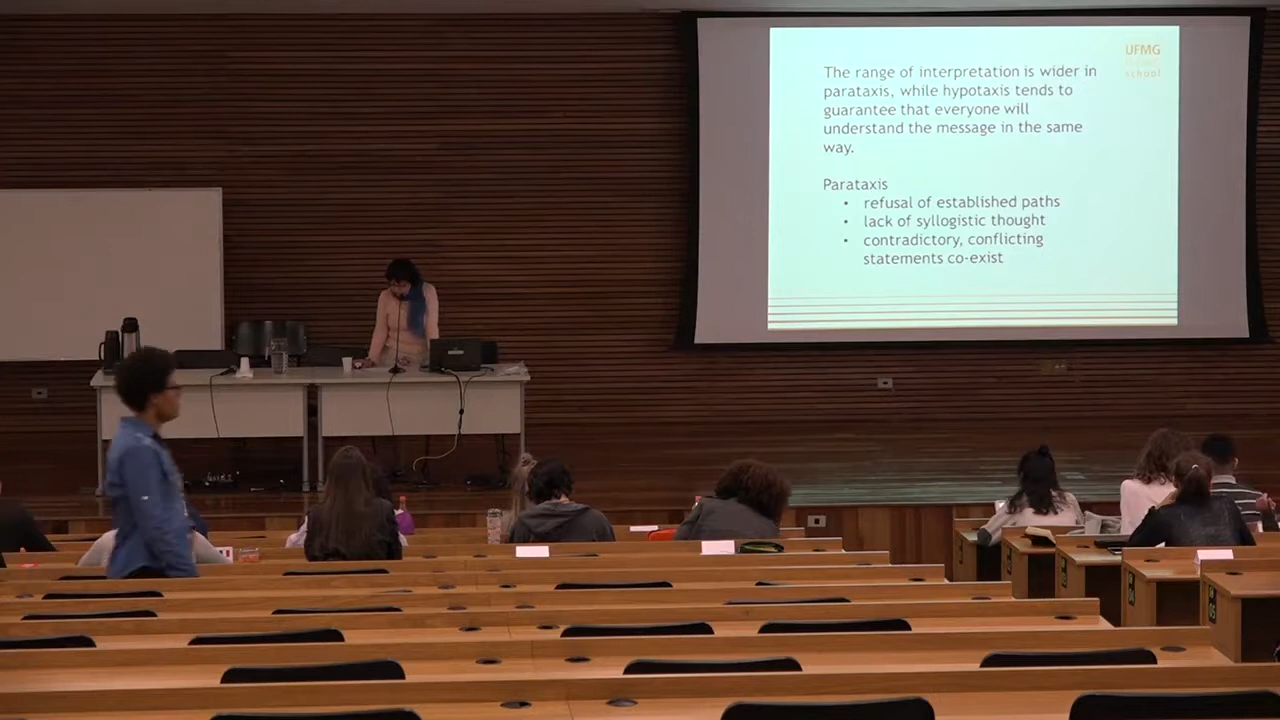 UFMG
school
The range of interpretation is wider in
parataxis, while hypotaxis tends to
guarantee that everyone will
understand the message in the same
way.
Parataxis
• refusal of established paths
• lack of syllogistic thought
• contradictory, conflicting
statements co-exist